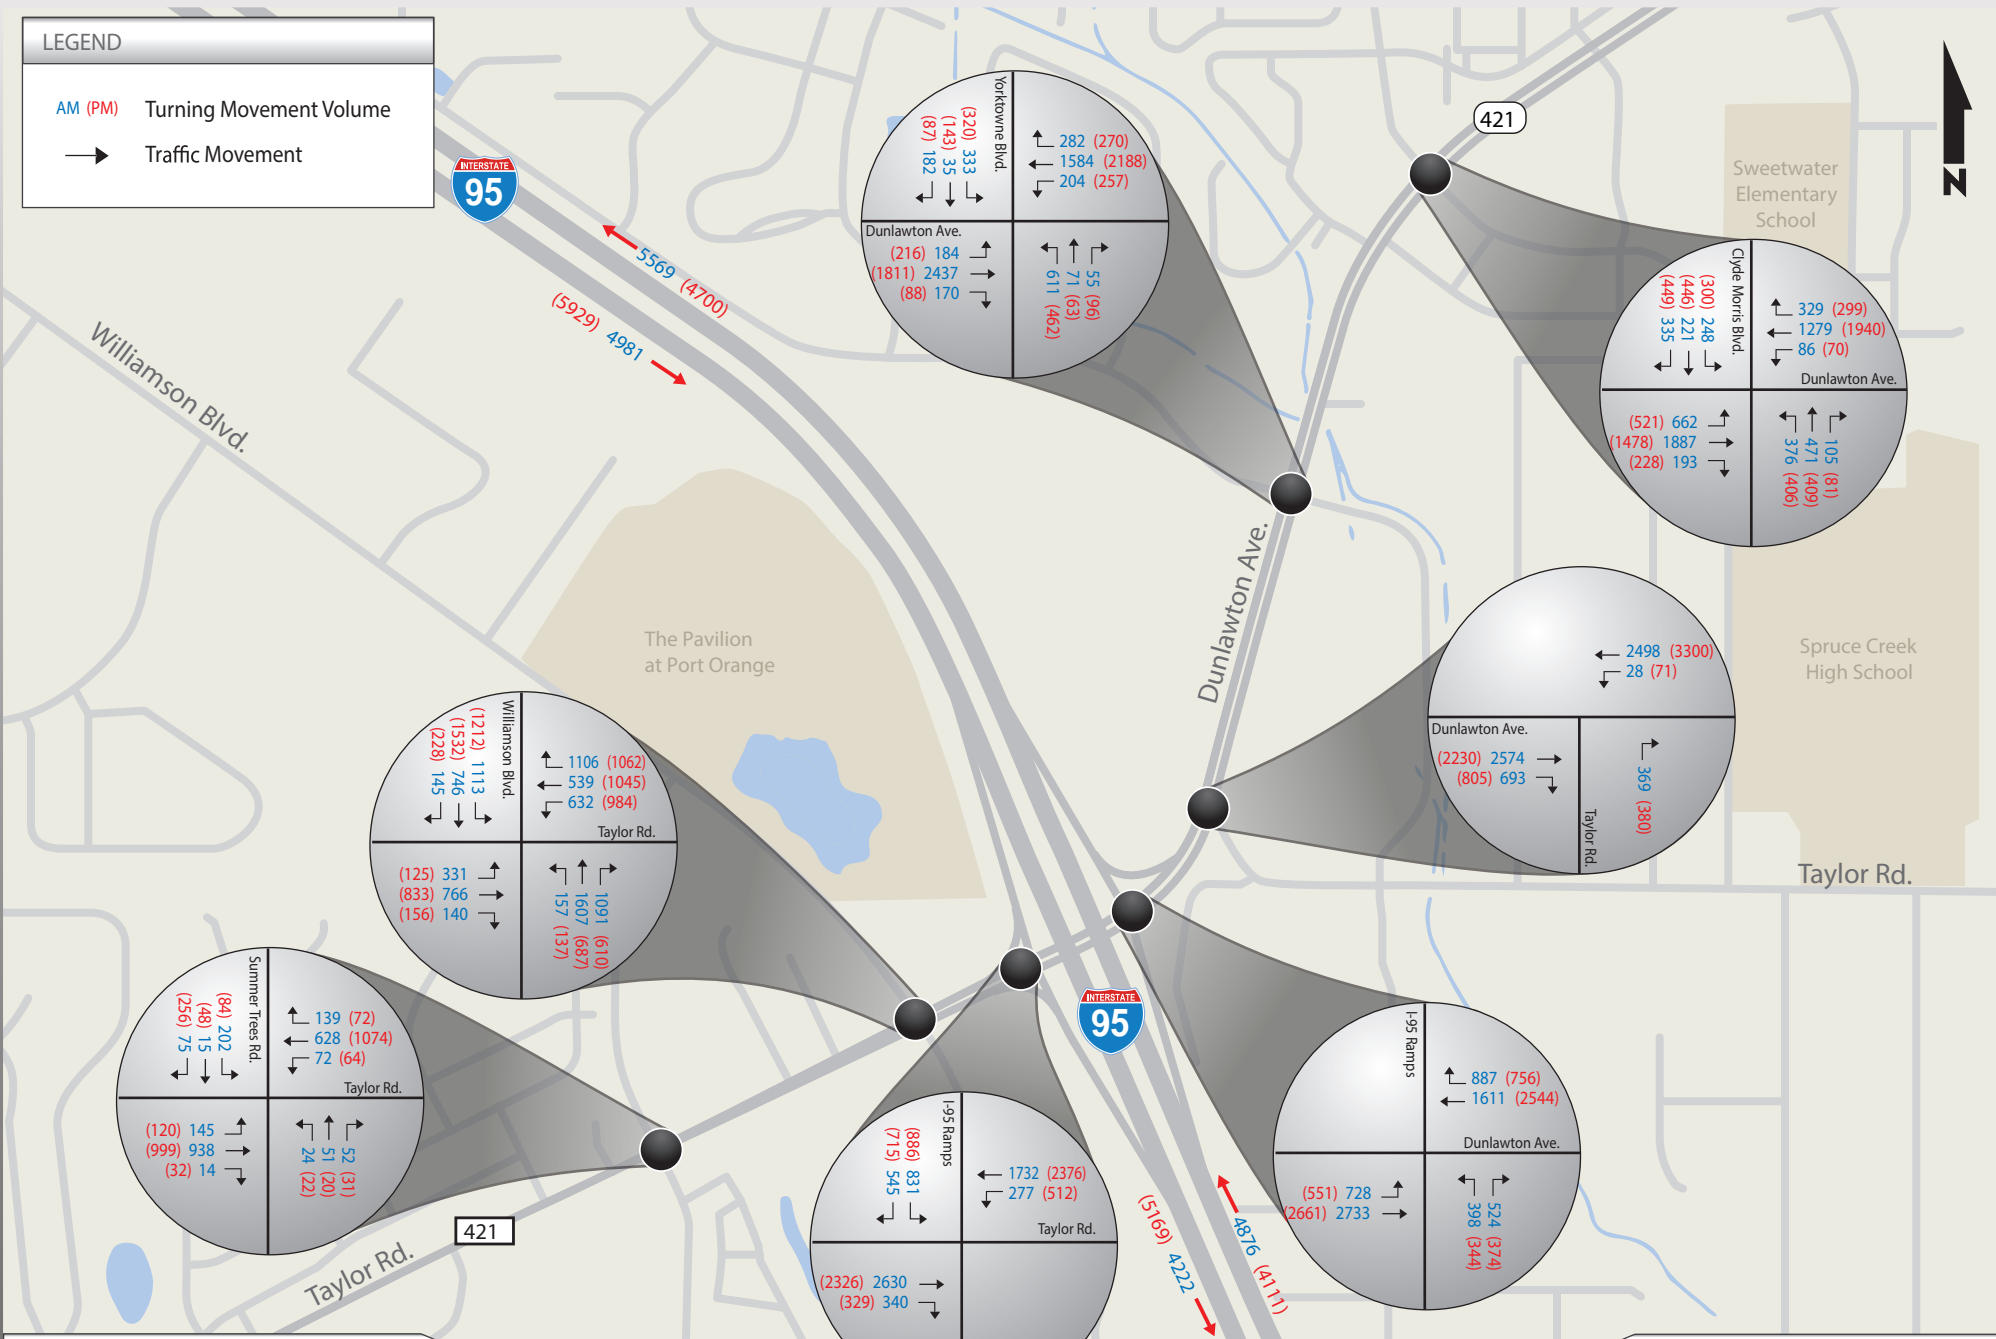 LEGEND
AM (PM) Turning Movement Volume
Traffic Movement
INTERSTATE
95
5569 (4700)
(5929) 4981
Williamson Blvd.
Yorktowne Blvd.
(87) 182
(143) 35
(320) 333
282 (270)
1584 (2188)
204 (257)
Dunlawton Ave.
(216) 184
(1811) 2437
(88) 170
611 (462)
71 (63)
55 (96)
421
N
Sweetwater
Elementary
School
Clyde Morris Blvd.
(449) 335
(446) 221
(300) 248
329 (299)
1279 (1940)
86 (70)
Dunlawton Ave.
(521) 662
(1478) 1887
(228) 193
376 (406)
471 (409)
105 (81)
Dunlawton Ave.
The Pavilion
at Port Orange
Spruce Creek
High School
2498 (3300)
28 (71)
Dunlawton Ave.
(2230) 2574
(805) 693
Taylor Rd.
369 (380)
Taylor Rd.
Williamson Blvd.
(228) 145
(1532) 746
(1212) 1113
1106 (1062)
539 (1045)
632 (984)
Taylor Rd.
(125) 331
(833) 766
(156) 140
157 (137)
1607 (687)
1091 (610)
Summer Trees Rd.
(256) 75
(48) 15
(84) 202
139 (72)
628 (1074)
72 (64)
Taylor Rd.
(120) 145
(999) 938
(32) 14
24 (22)
51 (20)
52 (31)
INTERSTATE
95
I-95 Ramps
887 (756)
1611 (2544)
Dunlawton Ave.
(551) 728
(2661) 2733
398 (344)
524 (374)
I-95 Ramps
(715) 545
(886) 831
1732 (2376)
277 (512)
Taylor Rd.
(2326) 2630
(329) 340
(5169) 4222
4876 (4111)
421
Taylor Rd.